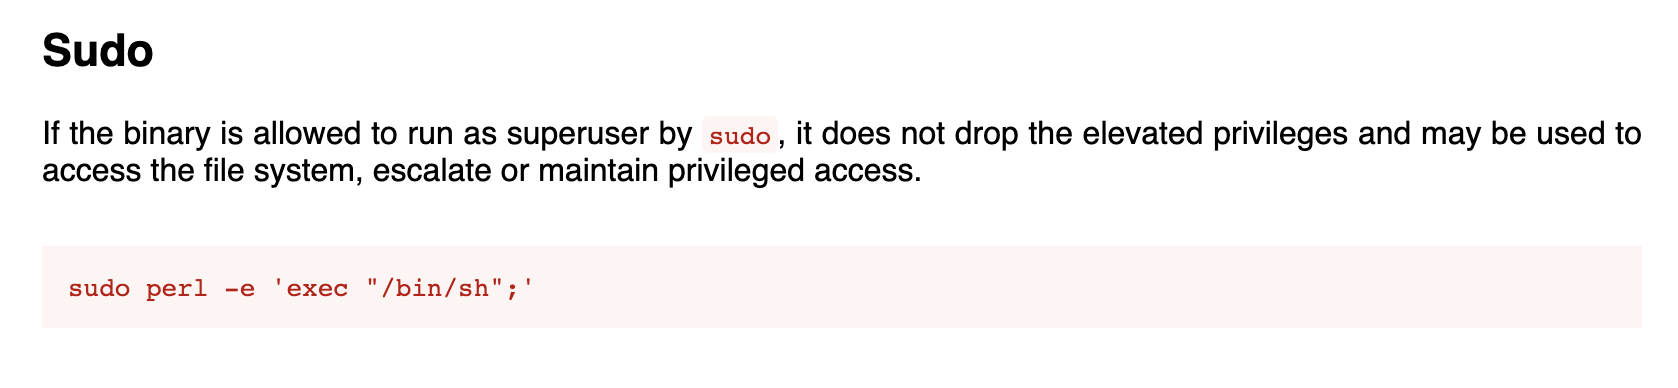 Sudo
If the binary is allowed to run as superuser by sudo, it does not drop the elevated privileges and may be used to
access the file system, escalate or maintain privileged access.
sudo perl -e 'exec "/bin/sh";'